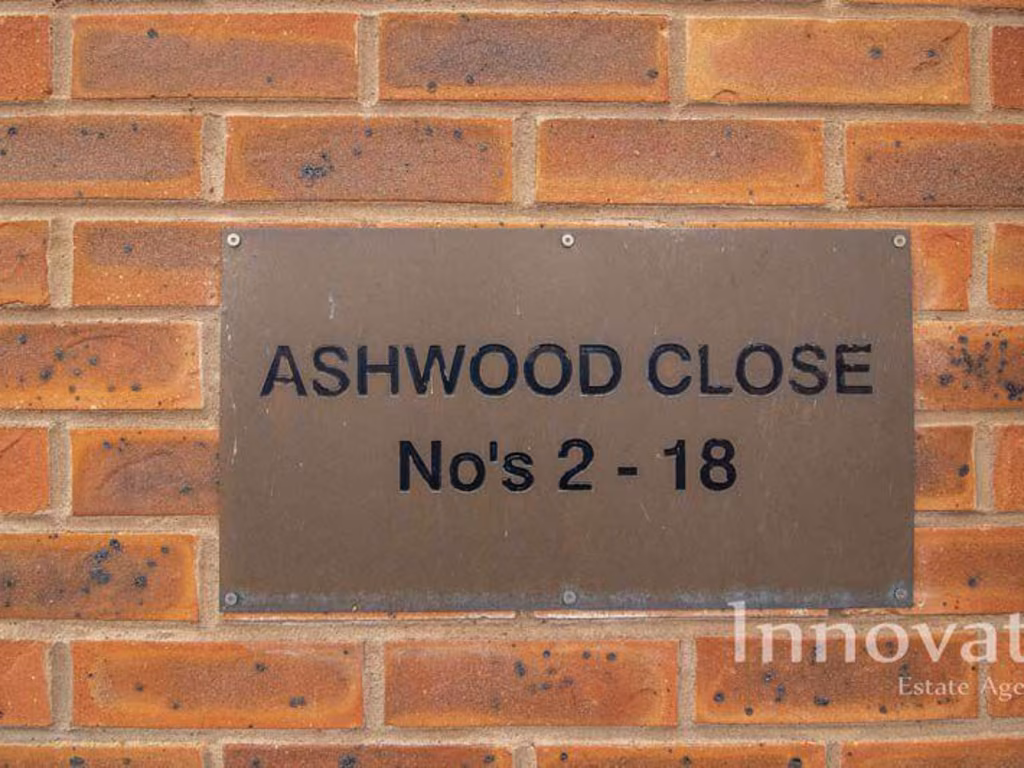 ASHWOOD CLOSE
No's 2 - 18
Innovat
Estate Age